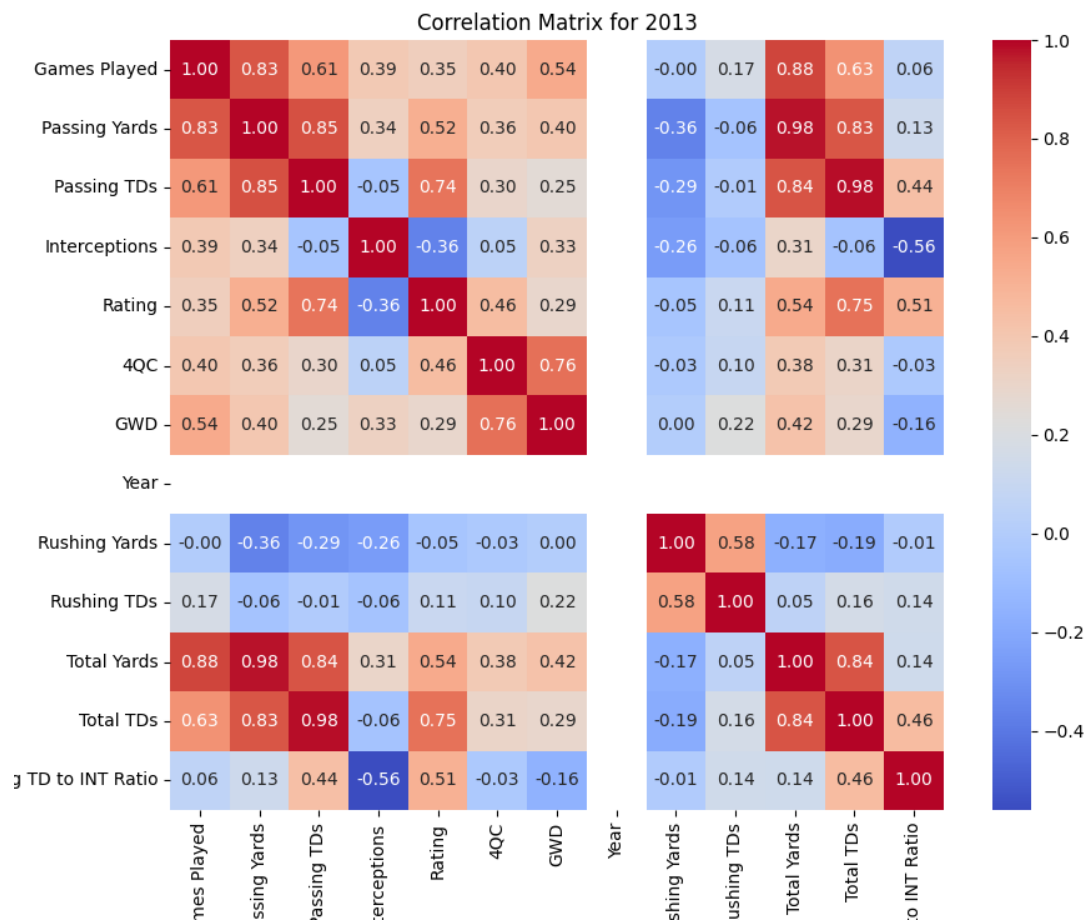 Correlation Matrix for 2013
Games Played 1.00 0.83 0.61 0.39 0.35 0.40 0.54 -0.00 0.17 0.88 0.63 0.06
Passing Yards 0.83 1.00 0.85 0.34 0.52 0.36 0.40 -0.36 -0.06 0.98 0.83 0.13
Passing TDs 0.61 0.85 1.00 -0.05 0.74 0.30 0.25 -0.29 -0.01 0.84 0.98 0.44
Interceptions 0.39 0.34 -0.05 1.00 -0.36 0.05 0.33 -0.26 -0.06 0.31 -0.06 -0.56
Rating 0.35 0.52 0.74 -0.36 1.00 0.46 0.29 -0.05 0.11 0.54 0.75 0.51
4QC 0.40 0.36 0.30 0.05 0.46 1.00 0.76 -0.03 0.10 0.38 0.31 -0.03
GWD 0.54 0.40 0.25 0.33 0.29 0.76 1.00 0.00 0.22 0.42 0.29 -0.16
Year
Rushing Yards -0.00 -0.36 -0.29 -0.26 -0.05 -0.03 0.00 1.00 0.58 -0.17 -0.19 -0.01
Rushing TDs 0.17 -0.06 -0.01 -0.06 0.11 0.10 0.22 0.58 1.00 0.05 0.16 0.14
Total Yards 0.88 0.98 0.84 0.31 0.54 0.38 0.42 -0.17 0.05 1.00 0.84 0.14
Total TDs 0.63 0.83 0.98 -0.06 0.75 0.31 0.29 -0.19 0.16 0.84 1.00 0.46
g TD to INT Ratio 0.06 0.13 0.44 -0.56 0.51 -0.03 -0.16 -0.01 0.14 0.14 0.46 1.00
mes Played
ssing Yards
Passing TDs
terceptions
Rating
4QC
GWD
Year
shing Yards
ushing TDs
Total Yards
Total TDs
to INT Ratio
1.0
0.8
0.6
0.4
0.2
0.0
−0.2
−0.4